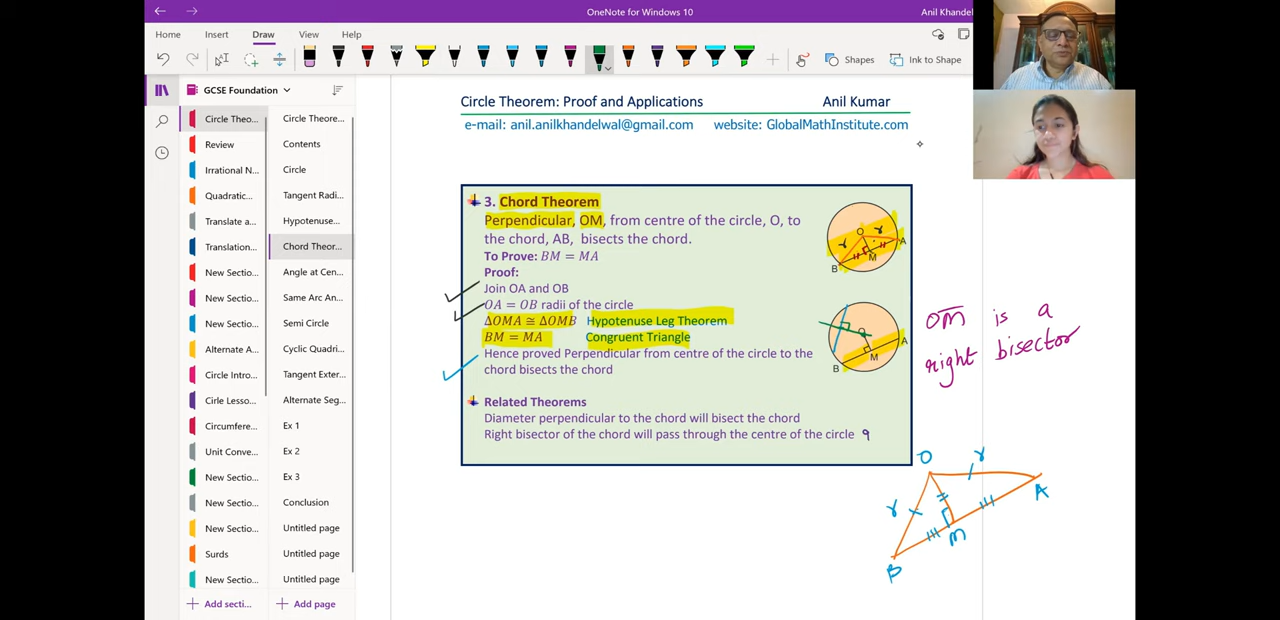 OneNote for Windows 10
Anil Khandel
Home Insert Draw View Help
Shapes
Ink to Shape
GCSE Foundation
Circle Theo...
Review
Irrational N...
Quadratic...
Translate a...
Translation...
New Sectio...
New Sectio...
New Sectio...
Alternate A...
Circle Intro...
Cirle Lesso...
Circumfere...
Unit Conve...
New Sectio...
New Sectio...
New Sectio...
Surds
New Sectio...
Add secti...
Circle Theore...
Contents
Circle
Tangent Radi...
Hypotenuse...
Chord Theor...
Angle at Cen...
Same Arc An...
Semi Circle
Cyclic Quadri...
Tangent Exter...
Alternate Seg...
Ex 1
Ex 2
Ex 3
Conclusion
Untitled page
Untitled page
Untitled page
Add page
Circle Theorem: Proof and Applications Anil Kumar
e-mail: anil.anilkhandelwal@gmail.com website: GlobalMathInstitute.com
3. Chord Theorem
Perpendicular, OM, from centre of the circle, O, to
the chord, AB, bisects the chord.
To Prove: BM = MA
Proof:
Join OA and OB
OA = OB radii of the circle
ΔOMA ≅ ΔOMB Hypotenuse Leg Theorem
BM = MA Congruent Triangle
Hence proved Perpendicular from centre of the circle to the
chord bisects the chord
Related Theorems
Diameter perpendicular to the chord will bisect the chord
Right bisector of the chord will pass through the centre of the circle 9
O
r
r
A
M
B
O
A
M
B
OM is a
right bisector
O
r
A
r
M
B